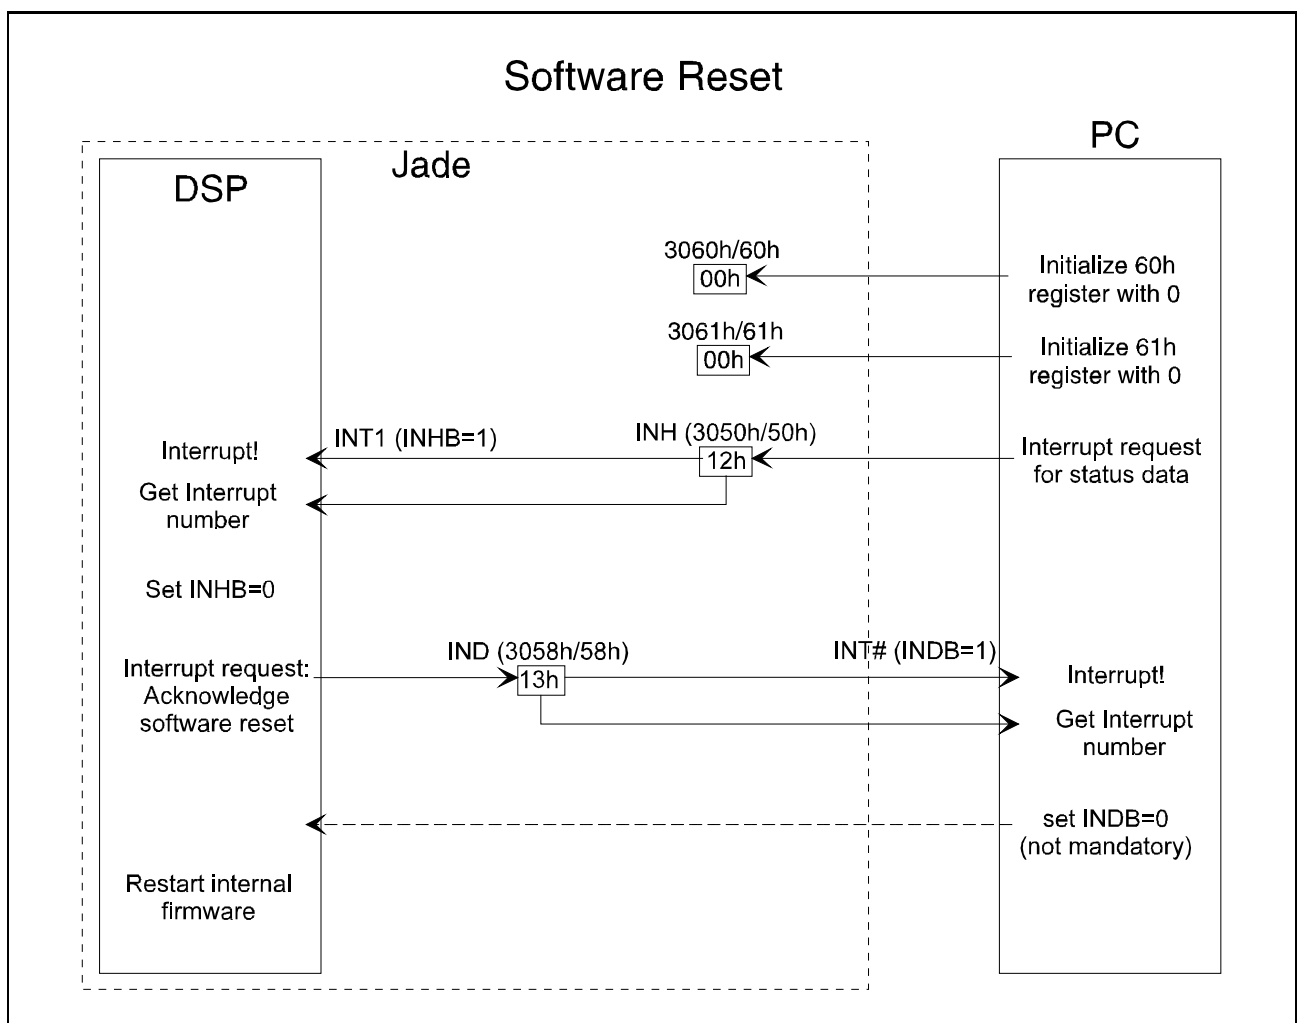 Software Reset
PC
Jade
DSP
3060h/60h
00h
Initialize 60h
register with 0
3061h/61h
00h
Initialize 61h
register with 0
Interrupt!
INT1 (INHB=1)
INH (3050h/50h)
12h
Interrupt request
for status data
Get Interrupt
number
Set INHB=0
Interrupt request:
Acknowledge
software reset
IND (3058h/58h)
13h
INT# (INDB=1)
Interrupt!
Get Interrupt
number
set INDB=0
(not mandatory)
Restart internal
firmware